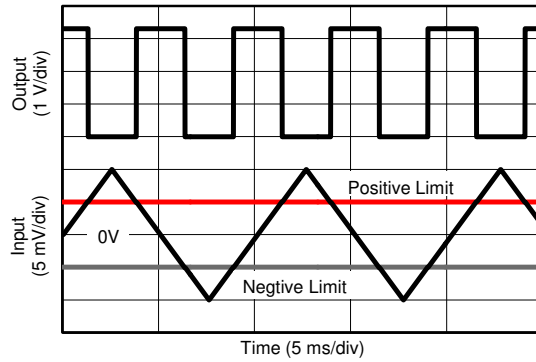 Output
(1 V/div)
Positive Limit
0V
Input
(5 mV/div)
Negtive Limit
Time (5 ms/div)